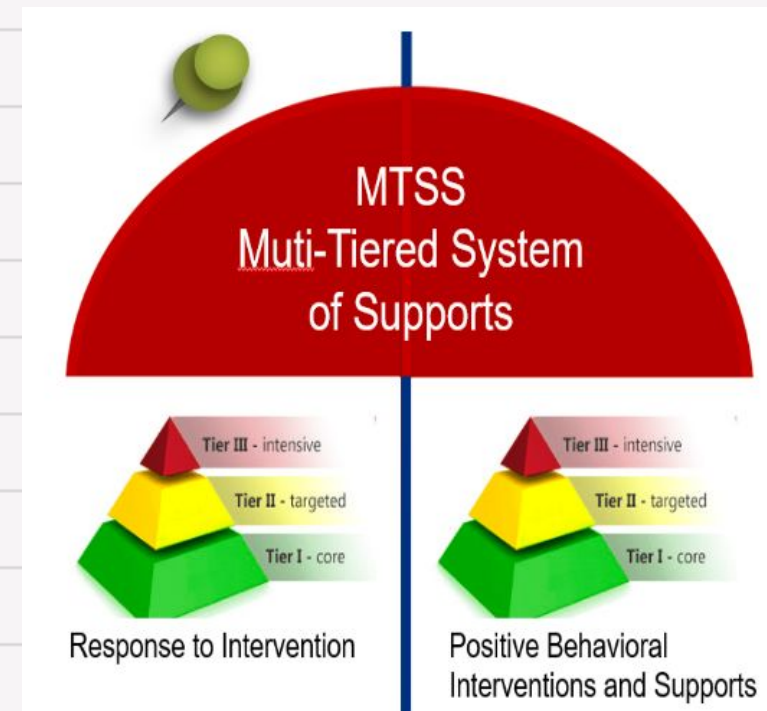 MTSS
Muti-Tiered System
of Supports
Tier III - intensive
Tier II - targeted
Tier I - core
Response to Intervention
Tier III - intensive
Tier II - targeted
Tier I - core
Positive Behavioral
Interventions and Supports